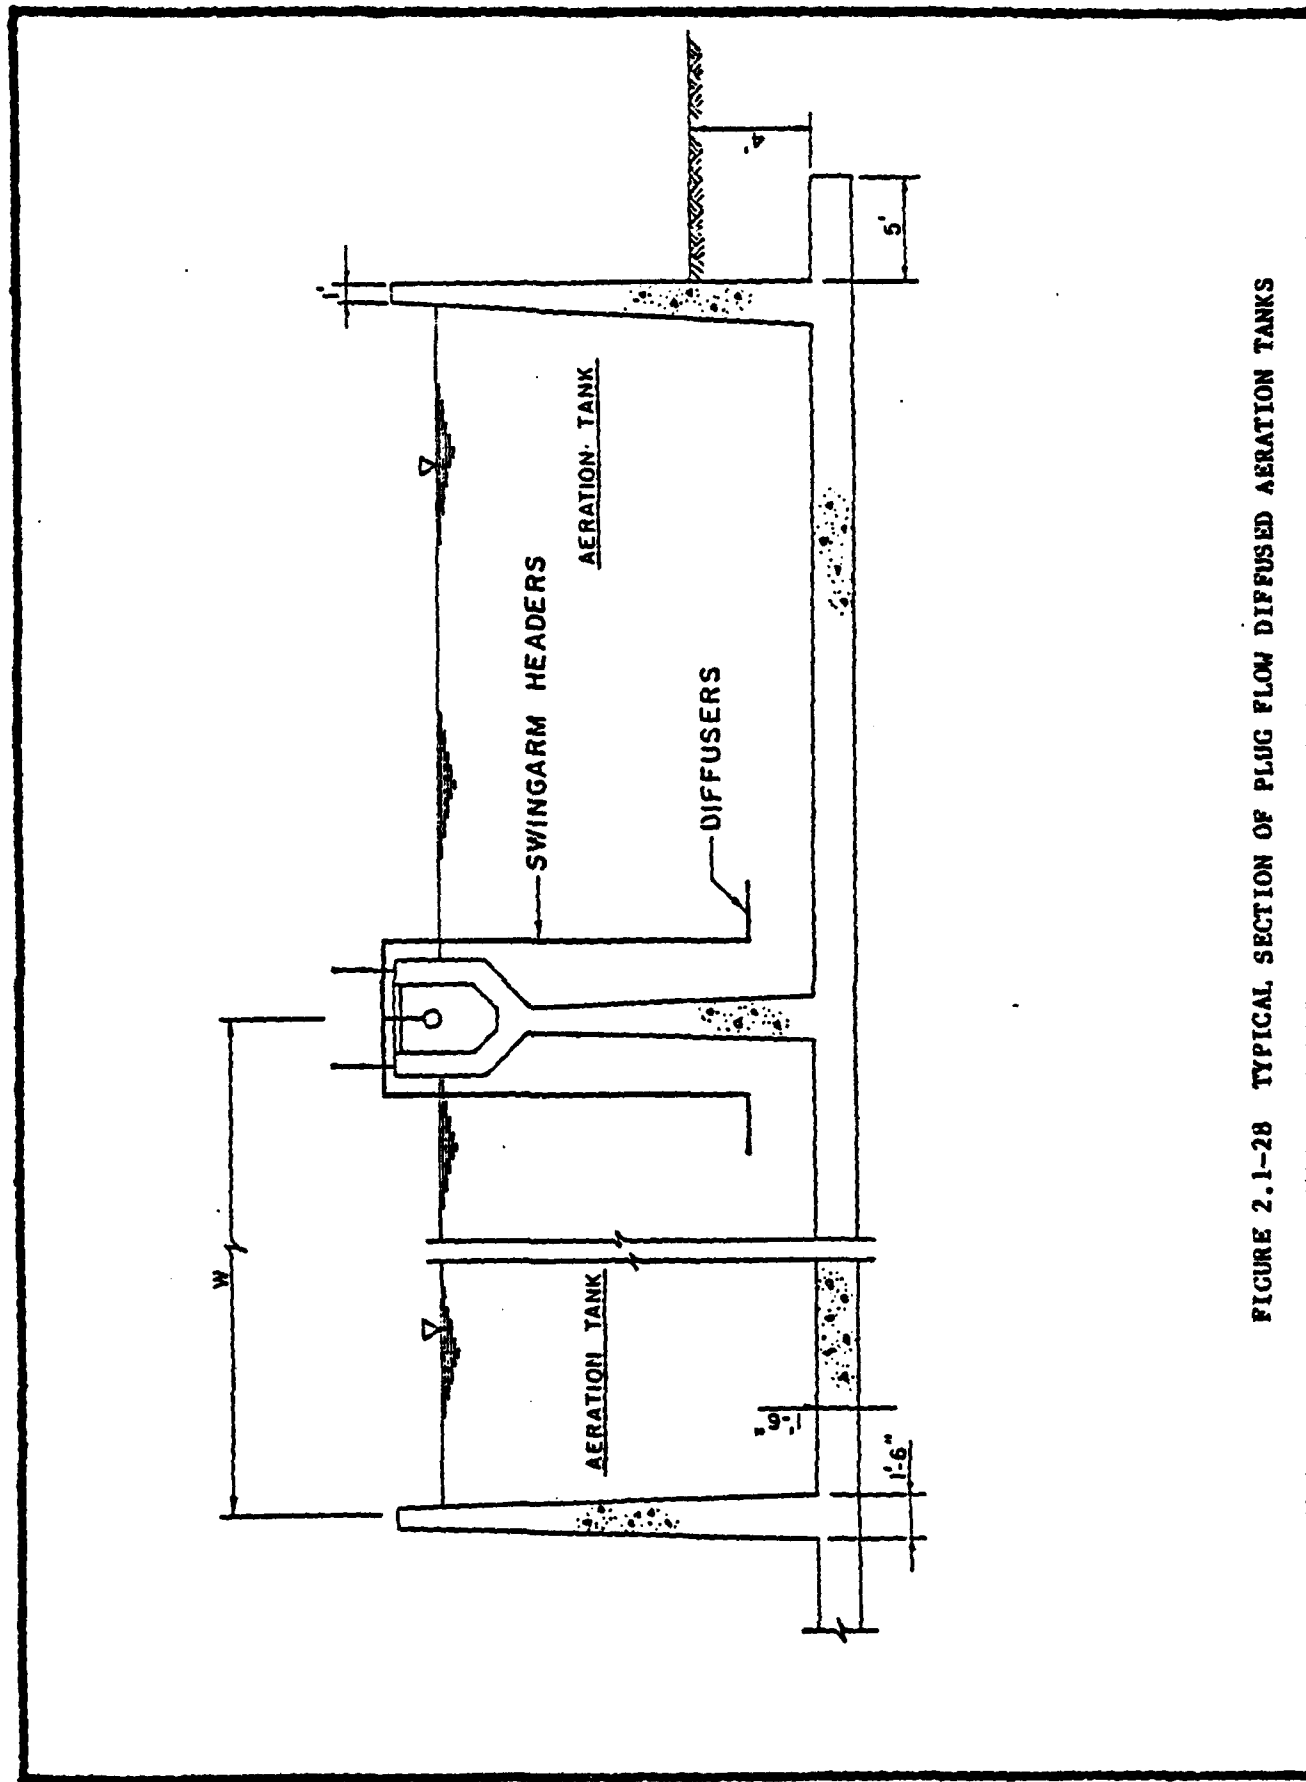 W
1'
SWINGARM HEADERS
AERATION TANK
AERATION TANK
DIFFUSERS
4'
1'-6"
1'-6"
5'
FIGURE 2.1-28 TYPICAL SECTION OF PLUG FLOW DIFFUSED AERATION TANKS